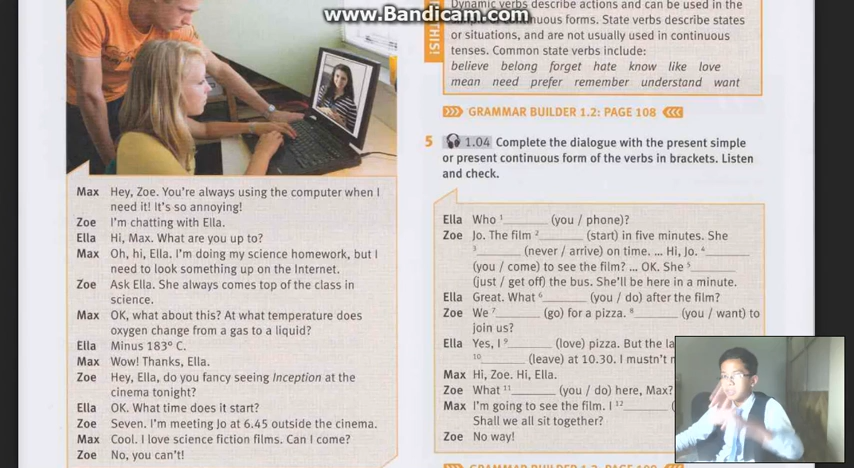 www.Bandicam.com
Dynamic verbs describe actions and can be used in the
continuous forms. State verbs describe states
or situations, and are not usually used in continuous
tenses. Common state verbs include:
believe belong forget hate know like love
mean need prefer remember understand want
THIS!
GRAMMAR BUILDER 1.2: PAGE 108
Max Hey, Zoe. You're always using the computer when I
need it! It's so annoying!
Zoe I'm chatting with Ella.
Ella Hi, Max. What are you up to?
Max Oh, hi, Ella. I'm doing my science homework, but I
need to look something up on the Internet.
Zoe Ask Ella. She always comes top of the class in
science.
Max OK, what about this? At what temperature does
oxygen change from a gas to a liquid?
Ella Minus 183° C.
Max Wow! Thanks, Ella.
Zoe Hey, Ella, do you fancy seeing Inception at the
cinema tonight?
Ella OK. What time does it start?
Zoe Seven. I'm meeting Jo at 6.45 outside the cinema.
Max Cool. I love science fiction films. Can I come?
Zoe No, you can't!
5 1.04 Complete the dialogue with the present simple
or present continuous form of the verbs in brackets. Listen
and check.
Ella Who 1______ (you / phone)?
Zoe Jo. The film 2______ (start) in five minutes. She
3______ (never / arrive) on time. ... Hi, Jo. 4______
(you / come) to see the film? ... OK. She 5______
(just / get off) the bus. She'll be here in a minute.
Ella Great. What 6______ (you / do) after the film?
Zoe We 7______ (go) for a pizza. 8______ (you / want) to
join us?
Ella Yes, I 9______ (love) pizza. But the
10______ (leave) at 10.30. I mustn't
Max Hi, Zoe. Hi, Ella.
Zoe What 11______ (you / do) here, Max?
Max I'm going to see the film. I 12______ (
Shall we all sit together?
Zoe No way!
GRAMMAR BUILDER